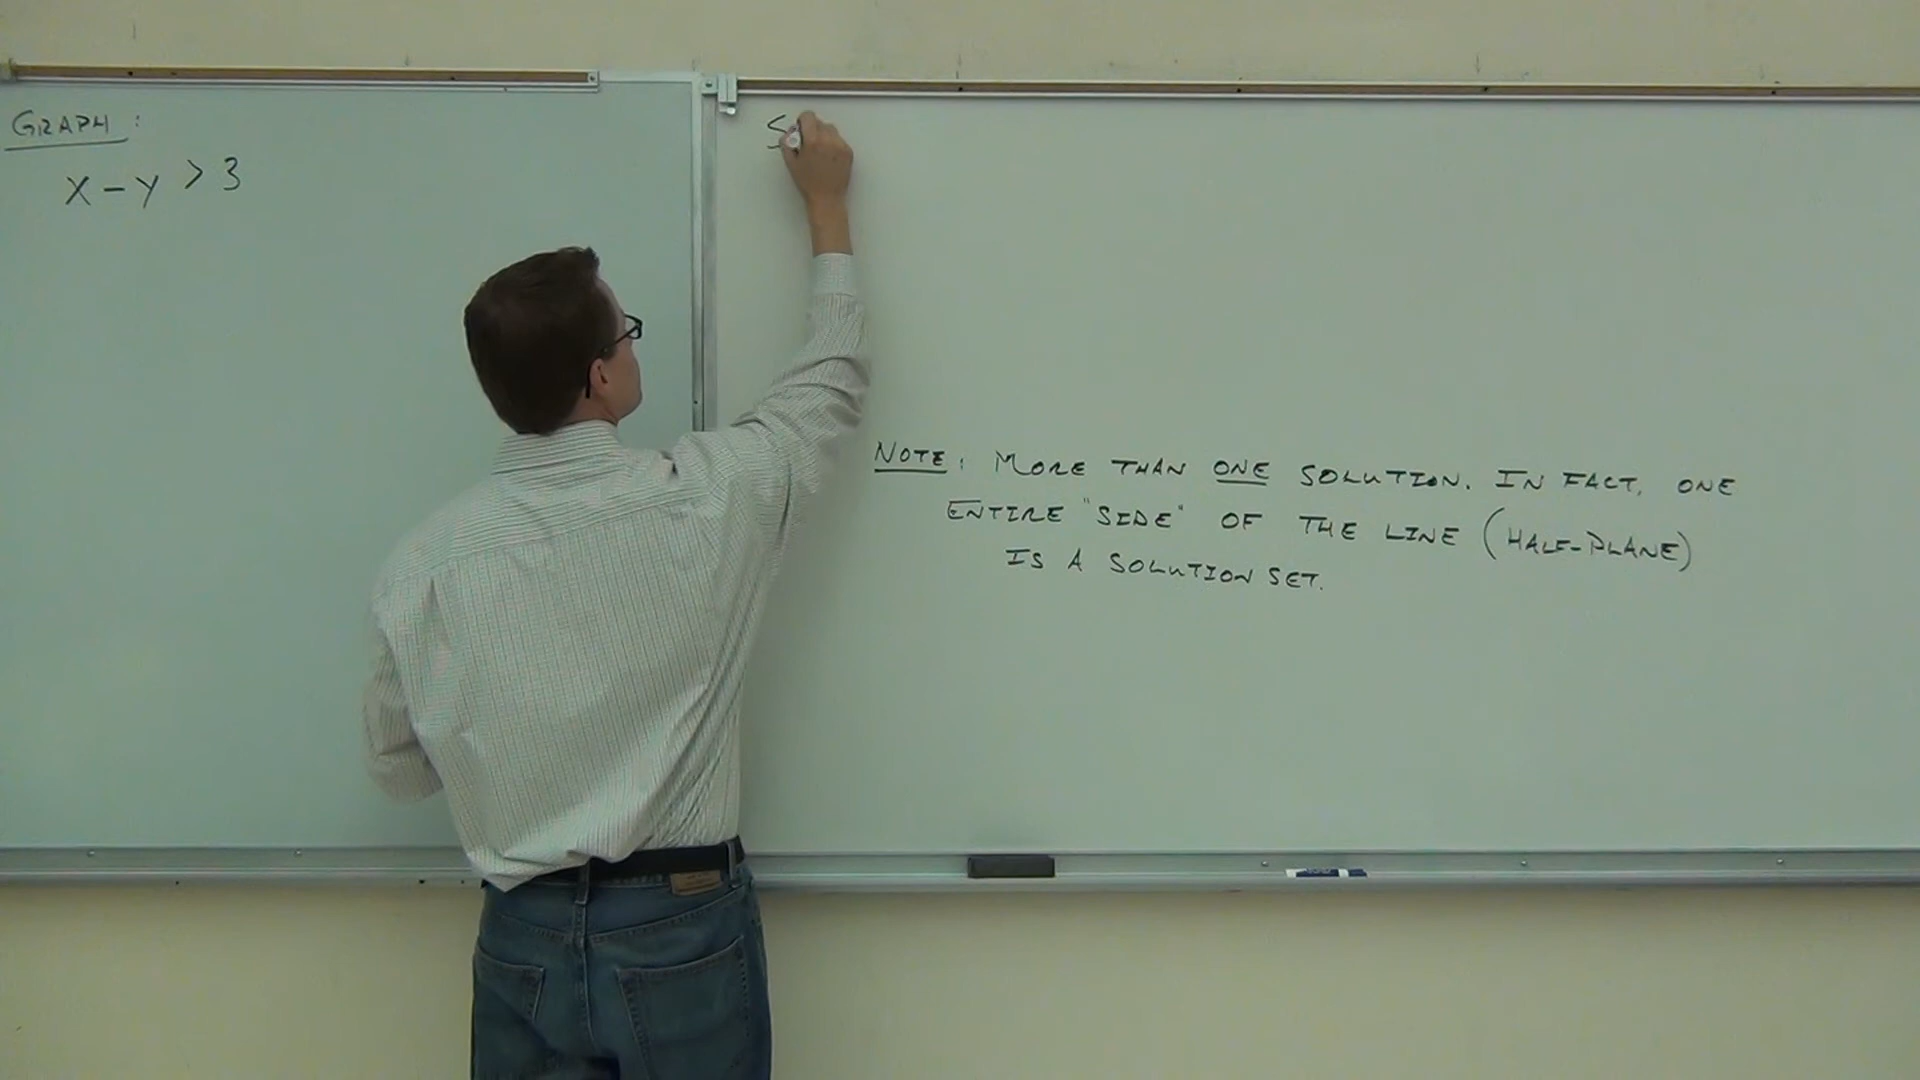 GRAPH:
X - Y > 3
S
NOTE: MORE THAN ONE SOLUTION. IN FACT, ONE
ENTIRE "SIDE" OF THE LINE (HALF-PLANE)
IS A SOLUTION SET.